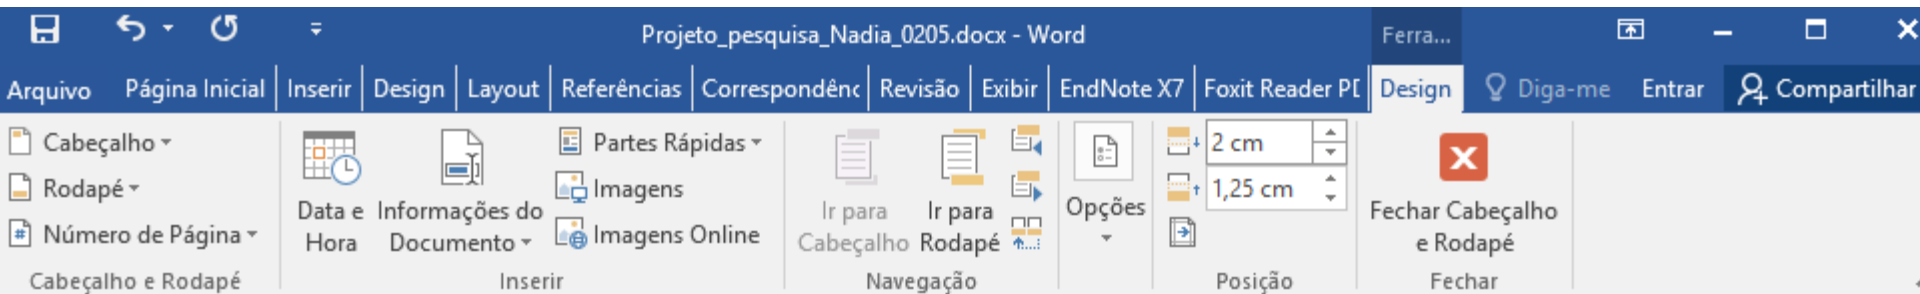 Projeto_pesquisa_Nadia_0205.docx - Word
Ferra...
Arquivo Página Inicial Inserir Design Layout Referências Correspondênc Revisão Exibir EndNote X7 Foxit Reader PI Design Diga-me Entrar Compartilhar
Cabeçalho
Rodapé
Número de Página
Cabeçalho e Rodapé
Data e
Hora
Informações do
Documento
Partes Rápidas
Imagens
Imagens Online
Inserir
Ir para
Cabeçalho
Ir para
Rodapé
Navegação
Opções
2 cm
1,25 cm
Posição
Fechar Cabeçalho
e Rodapé
Fechar